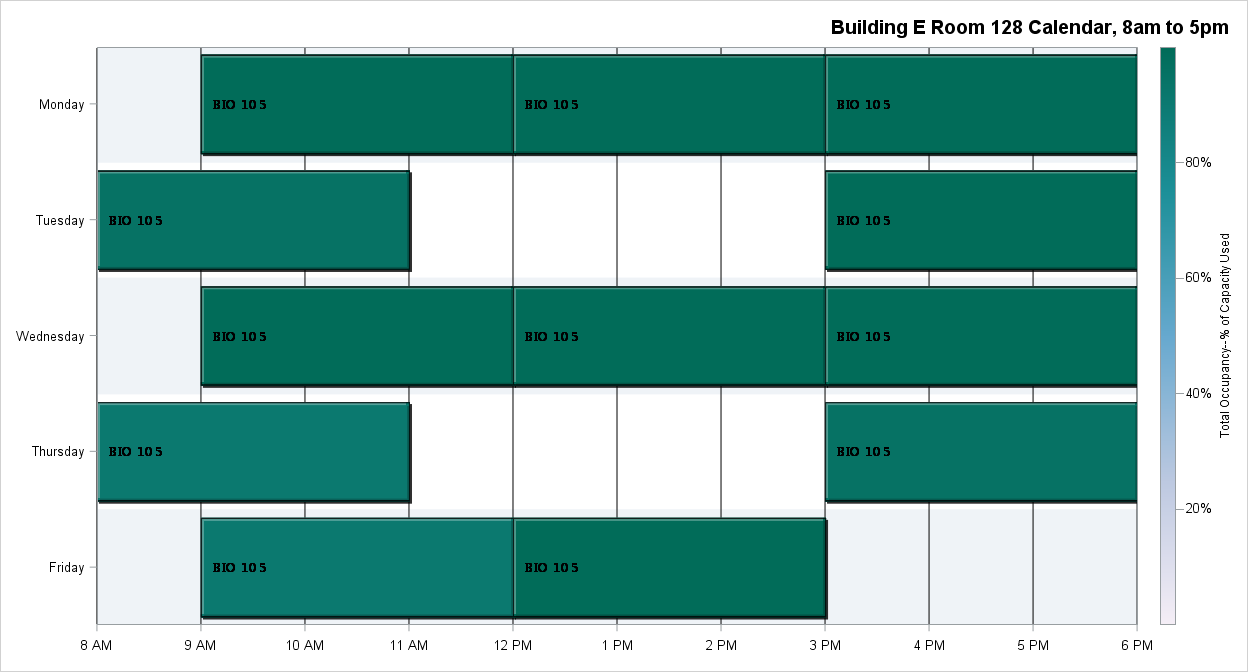 Building E Room 128 Calendar, 8am to 5pm
Monday
BIO 105
BIO 105
BIO 105
Tuesday
BIO 105
BIO 105
Wednesday
BIO 105
BIO 105
BIO 105
Thursday
BIO 105
BIO 105
Friday
BIO 105
BIO 105
8 AM
9 AM
10 AM
11 AM
12 PM
1 PM
2 PM
3 PM
4 PM
5 PM
6 PM
80%
60%
40%
20%
Total Occupancy--% of Capacity Used